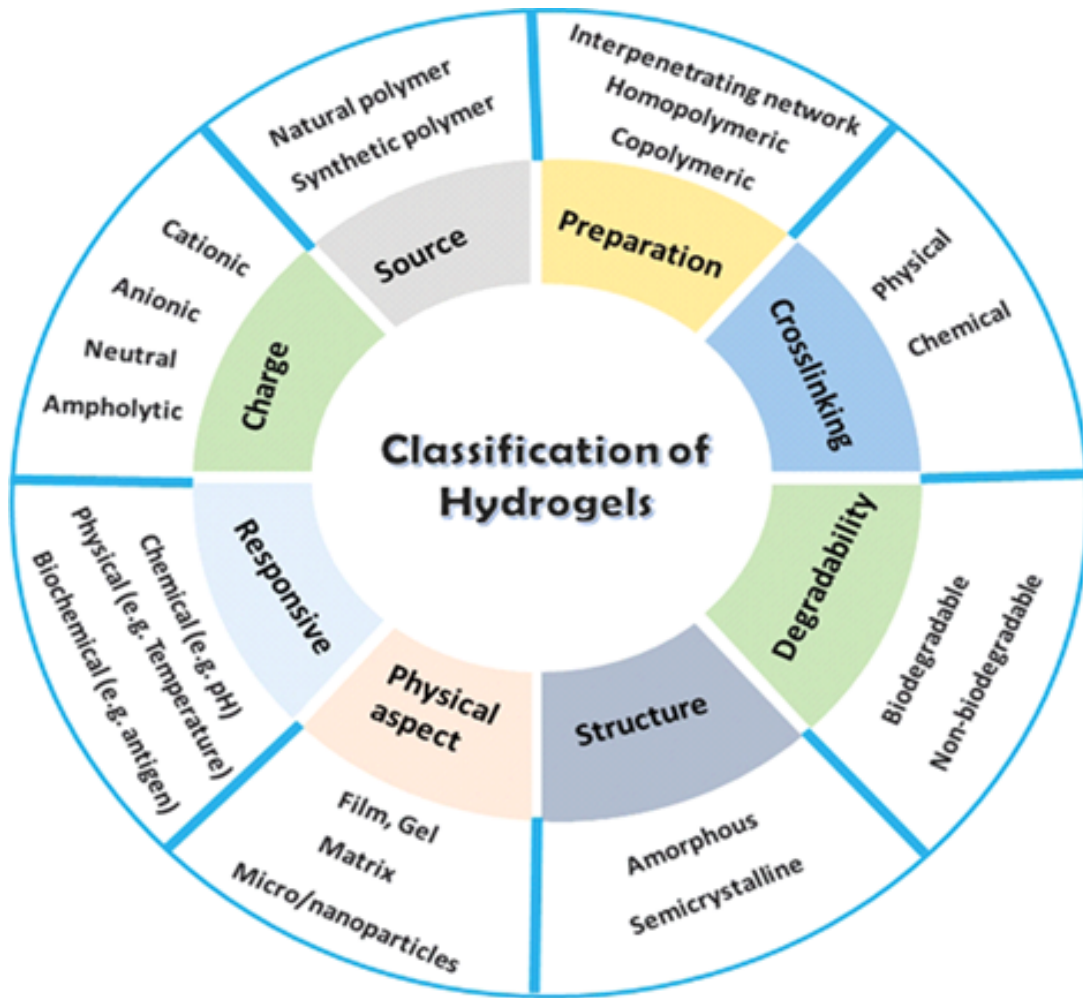 Classification of
Hydrogels
Source
Natural polymer
Synthetic polymer
Preparation
Interpenetrating network
Homopolymeric
Copolymeric
Crosslinking
Physical
Chemical
Degradability
Biodegradable
Non-biodegradable
Structure
Amorphous
Semicrystalline
Physical
aspect
Film, Gel
Matrix
Micro/nanoparticles
Responsive
Chemical (e.g. pH)
Physical (e.g. Temperature)
Biochemical (e.g. antigen)
Charge
Cationic
Anionic
Neutral
Ampholytic